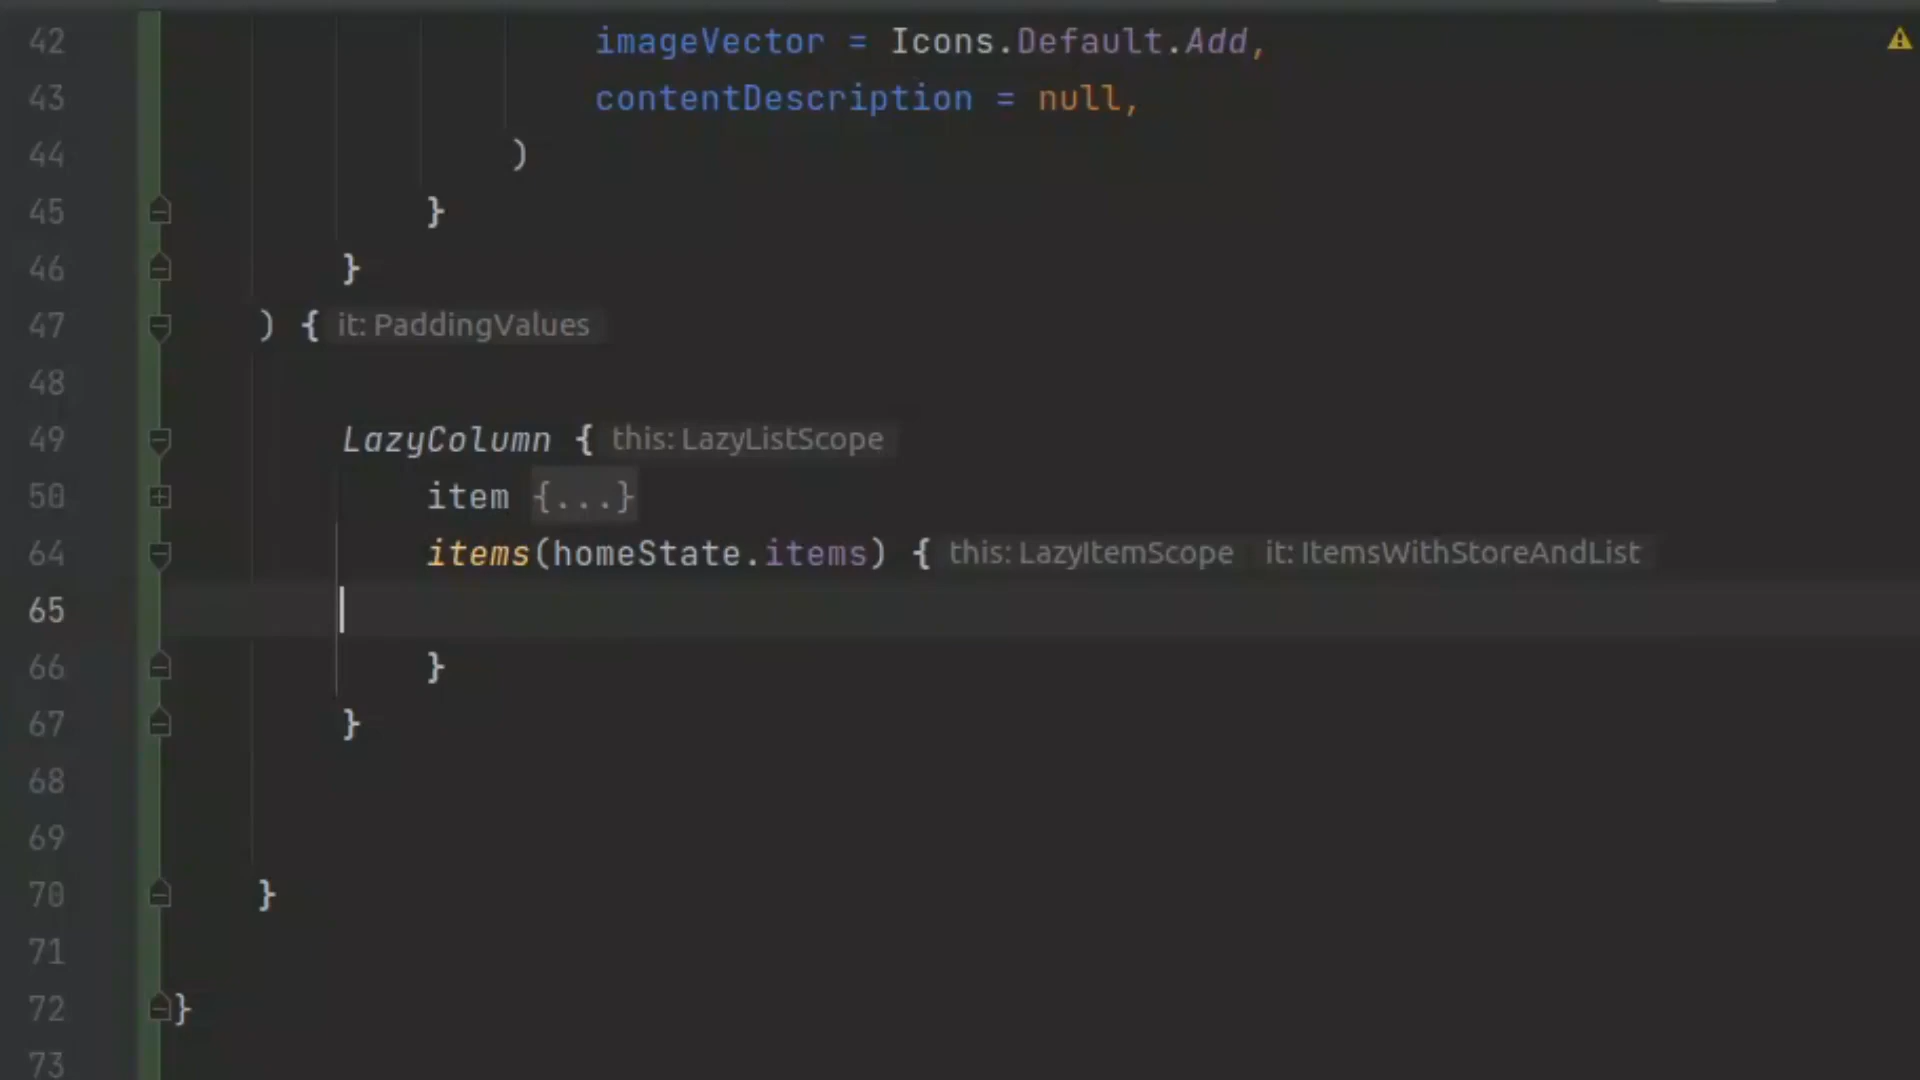 42 imageVector = Icons.Default.Add,
43 contentDescription = null,
44 )
45 }
46 }
47 ) { it: PaddingValues
48
49 LazyColumn { this: LazyListScope
50 item {...}
64 items(homeState.items) { this: LazyItemScope it: ItemsWithStoreAndList
65
66 }
67 }
68
69
70 }
71
72 }
73